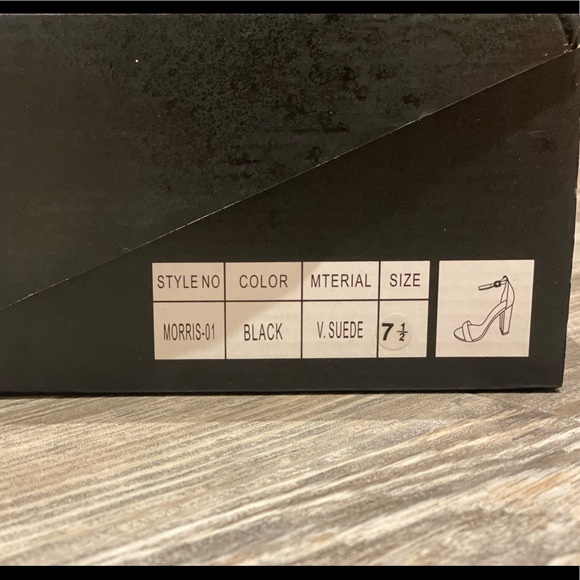 STYLE NO COLOR MTERIAL SIZE
MORRIS-01 BLACK V. SUEDE 7 ½